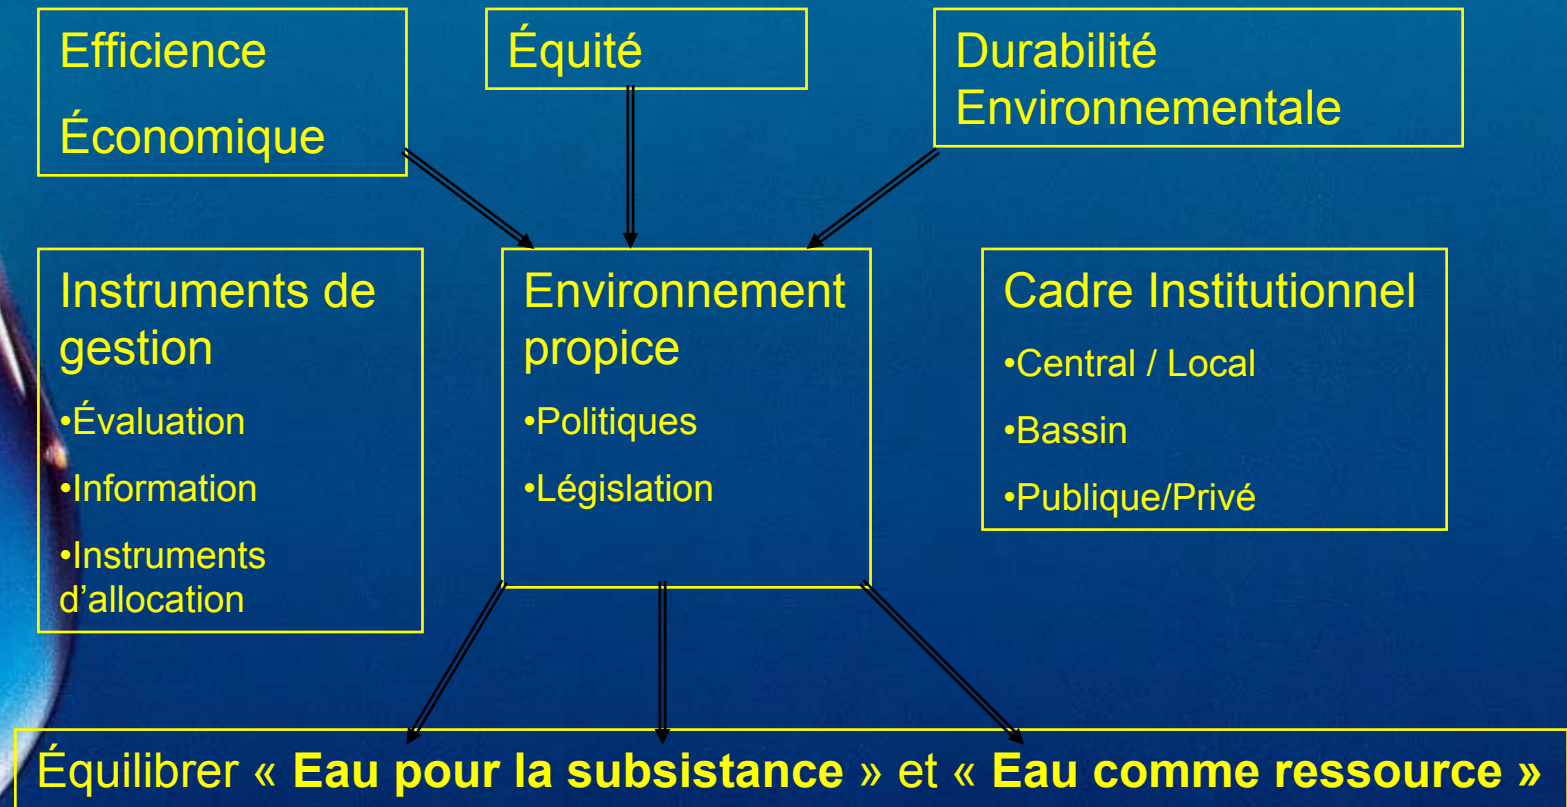 Efficience
Économique
Équité
Durabilité
Environnementale
Instruments de
gestion
•Évaluation
•Information
•Instruments
d’allocation
Environnement
propice
•Politiques
•Législation
Cadre Institutionnel
•Central / Local
•Bassin
•Publique/Privé
Équilibrer « Eau pour la subsistance » et « Eau comme ressource »